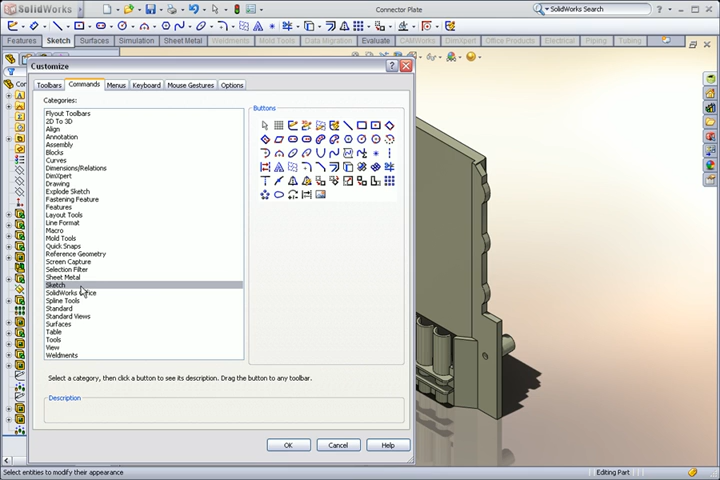 SolidWorks
Connector Plate
SolidWorks Search
Features Sketch Surfaces Simulation Sheet Metal Weldments Mold Tools Data Migration Evaluate CAMWorks DimXpert Office Products Electrical Piping Tubing
Customize
Toolbars Commands Menus Keyboard Mouse Gestures Options
Categories:
Buttons
Flyout Toolbars
2D To 3D
Align
Annotation
Assembly
Blocks
Curves
Dimensions/Relations
DimXpert
Drawing
Explode Sketch
Fastening Feature
Features
Layout Tools
Line Format
Macro
Mold Tools
Quick Snaps
Reference Geometry
Screen Capture
Selection Filter
Sheet Metal
Sketch
SolidWorks Office
Spline Tools
Standard
Standard Views
Surfaces
Table
Tools
View
Weldments
Select a category, then click a button to see its description. Drag the button to any toolbar.
Description
OK Cancel Help
Select entities to modify their appearance
Editing Part